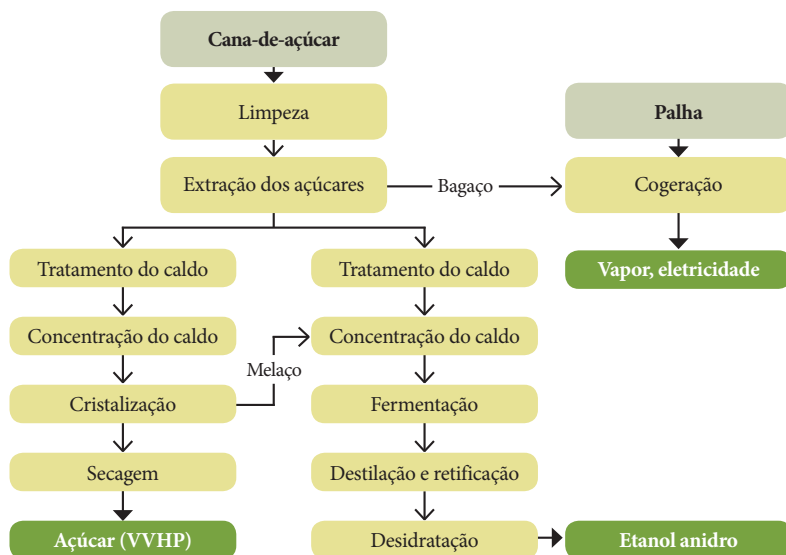 Cana-de-açúcar
Limpeza
Palha
Extração dos açúcares
Bagaço
Cogeração
Tratamento do caldo
Tratamento do caldo
Vapor, eletricidade
Concentração do caldo
Concentração do caldo
Melaço
Cristalização
Fermentação
Secagem
Destilação e retificação
Açúcar (VVHP)
Desidratação
Etanol anidro